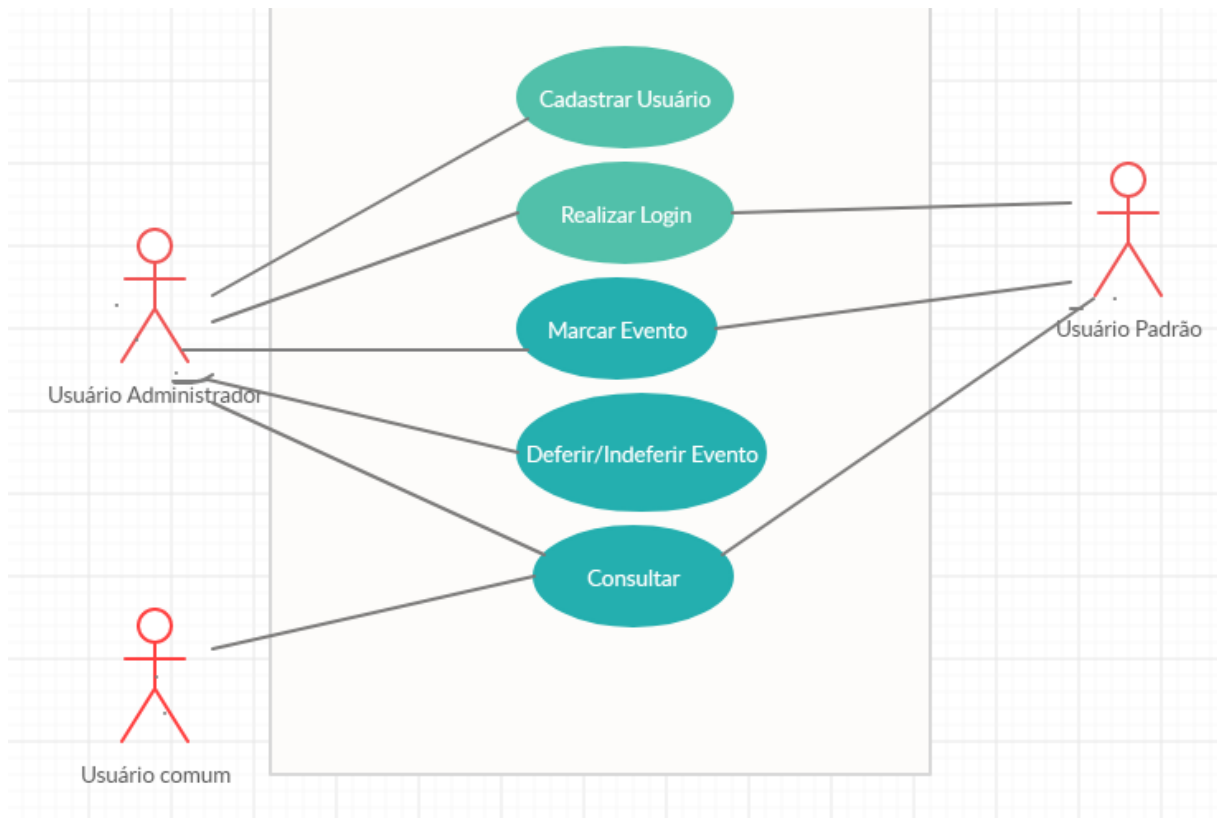 Cadastrar Usuário
Realizar Login
Marcar Evento
Usuário Padrão
Usuário Administrador
Deferir/Indeferir Evento
Consultar
Usuário comum